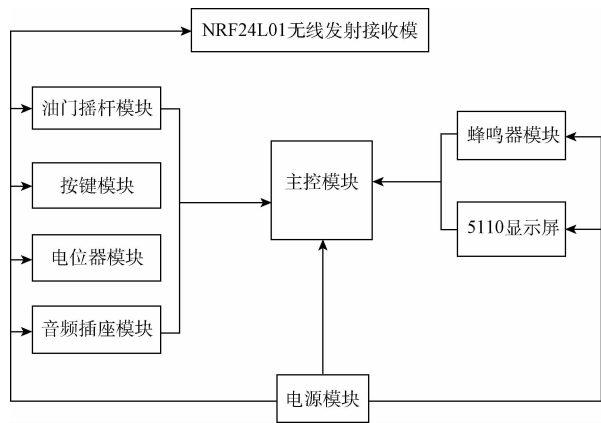 NRF24L01无线发射接收模
油门摇杆模块
按键模块
电位器模块
音频插座模块
主控模块
蜂鸣器模块
5110显示屏
电源模块